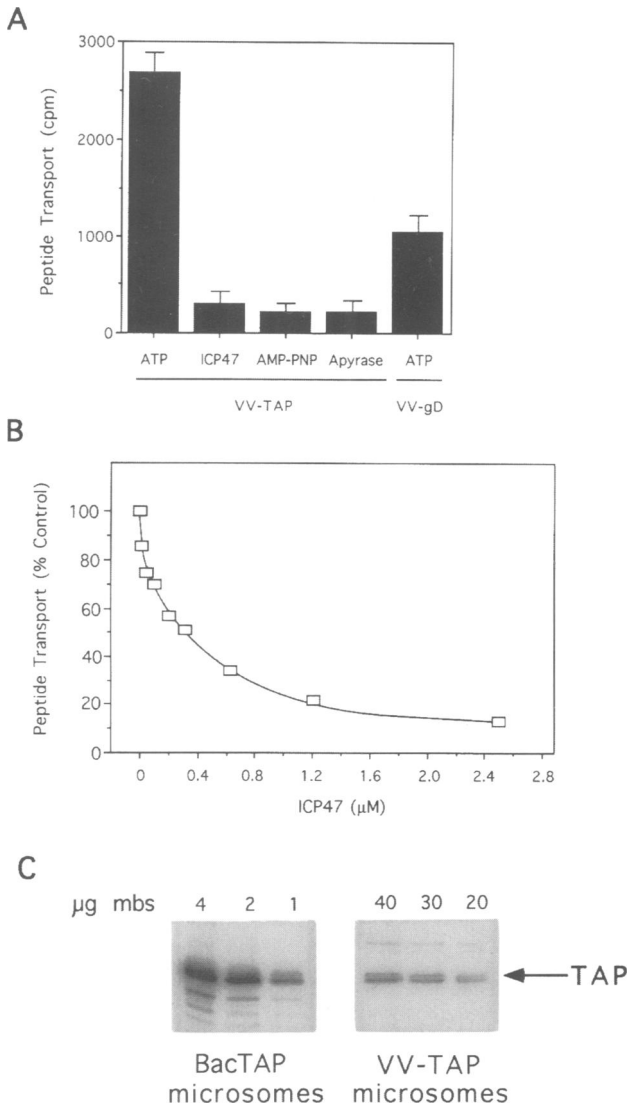 A
3000
2000
1000
0
Peptide Transport (cpm)
ATP ICP47 AMP-PNP Apyrase ATP
VV-TAP VV-gD
B
100
80
60
40
20
0
Peptide Transport (% Control)
0 0.4 0.8 1.2 1.6 2.0 2.4 2.8
ICP47 (μM)
C
μg mbs 4 2 1 40 30 20
TAP
BacTAP
microsomes
VV-TAP
microsomes